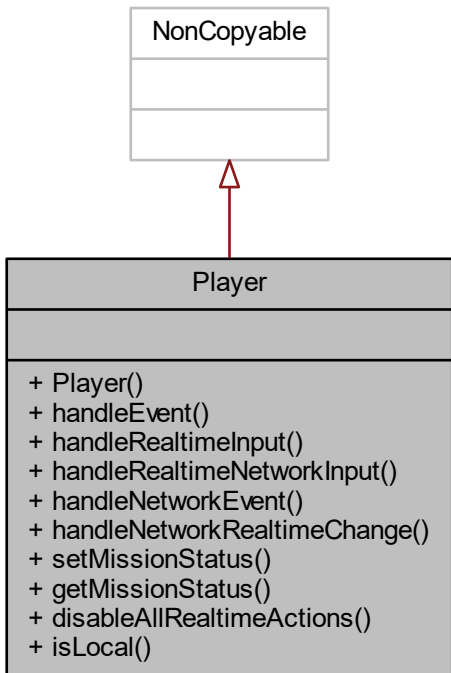 NonCopyable
Player
+ Player()
+ handleEvent()
+ handleRealtimeInput()
+ handleRealtimeNetworkInput()
+ handleNetworkEvent()
+ handleNetworkRealtimeChange()
+ setMissionStatus()
+ getMissionStatus()
+ disableAllRealtimeActions()
+ isLocal()